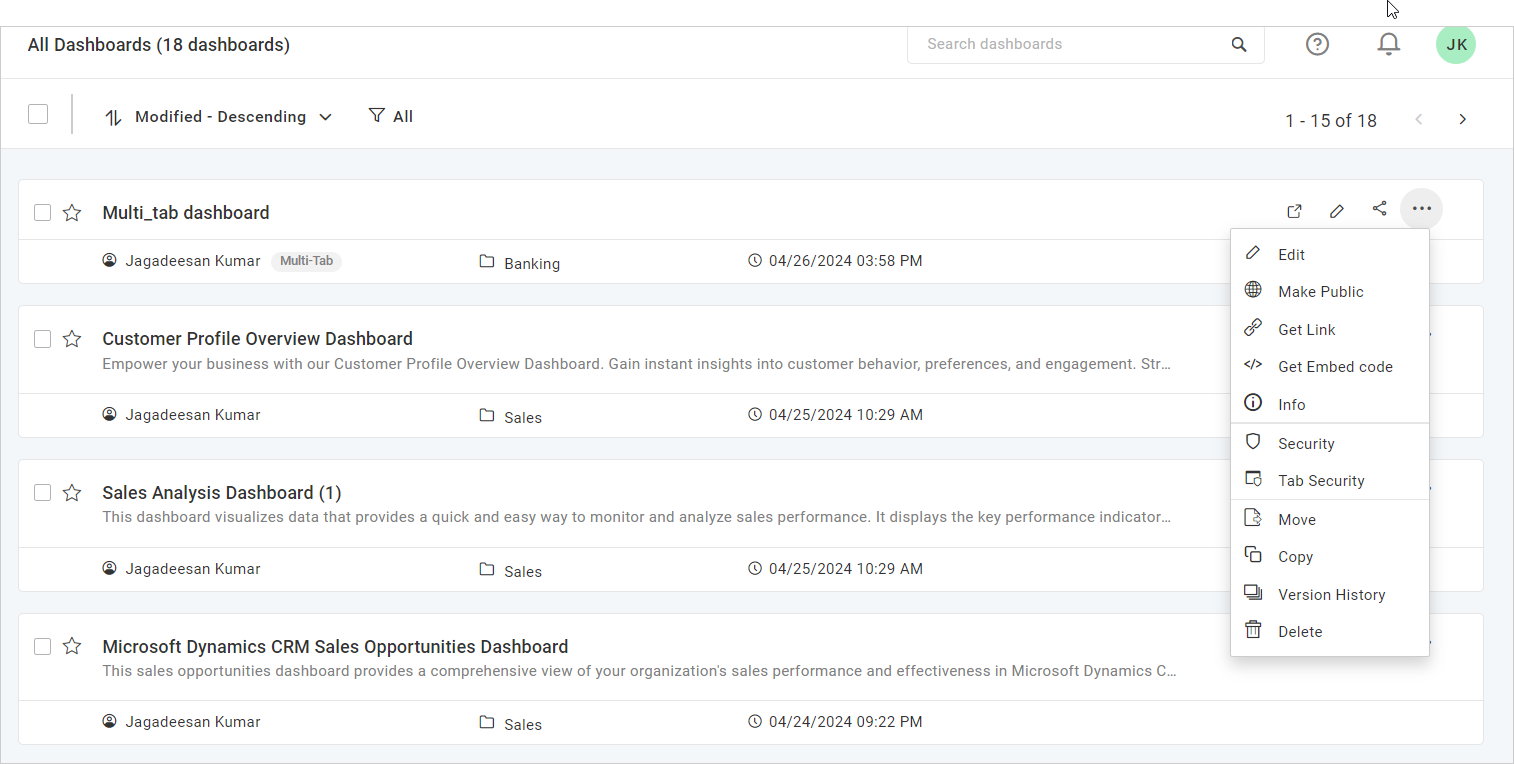 All Dashboards (18 dashboards)
Search dashboards
JK
Modified - Descending
All
1 - 15 of 18
Multi_tab dashboard
Jagadeesan Kumar
Multi-Tab
Banking
04/26/2024 03:58 PM
Edit
Make Public
Get Link
Get Embed code
Info
Security
Tab Security
Move
Copy
Version History
Delete
Customer Profile Overview Dashboard
Empower your business with our Customer Profile Overview Dashboard. Gain instant insights into customer behavior, preferences, and engagement. Str...
Jagadeesan Kumar
Sales
04/25/2024 10:29 AM
Sales Analysis Dashboard (1)
This dashboard visualizes data that provides a quick and easy way to monitor and analyze sales performance. It displays the key performance indicator...
Jagadeesan Kumar
Sales
04/25/2024 10:29 AM
Microsoft Dynamics CRM Sales Opportunities Dashboard
This sales opportunities dashboard provides a comprehensive view of your organization's sales performance and effectiveness in Microsoft Dynamics C...
Jagadeesan Kumar
Sales
04/24/2024 09:22 PM